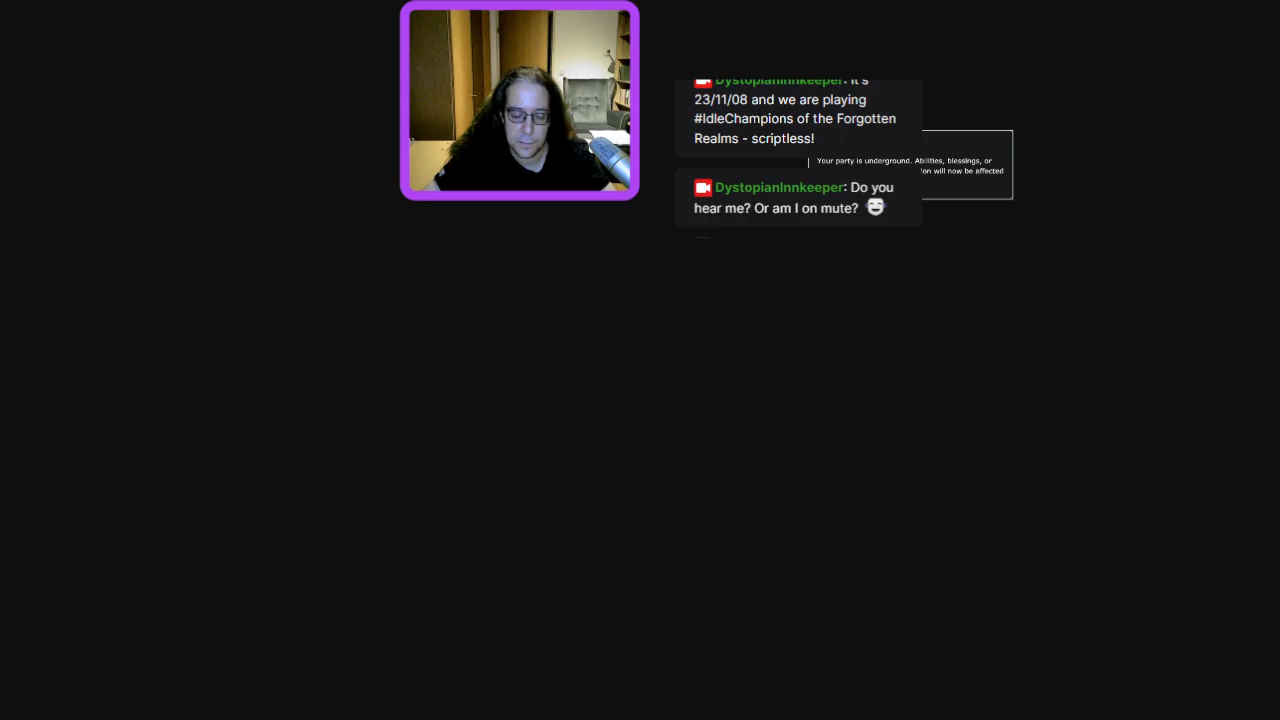 DystopianInnkeeper: It's
23/11/08 and we are playing
#IdleChampions of the Forgotten
Realms - scriptless!
DystopianInnkeeper: Do you
hear me? Or am I on mute?
Your party is underground. Abilities, blessings, or
ion will now be affected